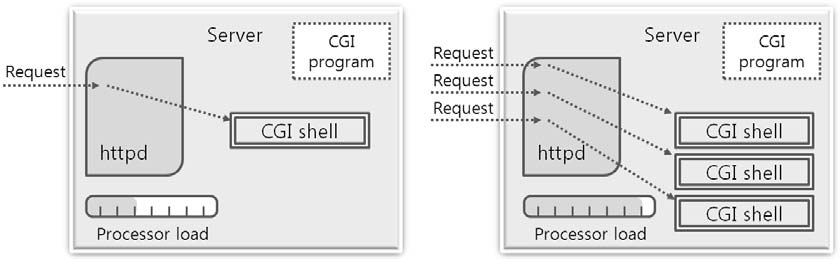 Server
CGI
program
Request
CGI shell
httpd
Processor load
Server
CGI
program
Request
Request
Request
CGI shell
httpd
CGI shell
CGI shell
Processor load